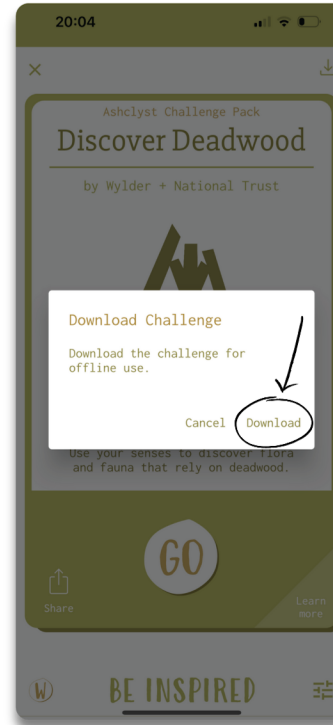 20:04
Ashclyst Challenge Pack
Discover Deadwood
by Wylder + National Trust
Download Challenge
Download the challenge for
offline use.
Cancel Download
Use your senses to discover flora
and fauna that rely on deadwood.
GO
Share
Learn
more
W BE INSPIRED